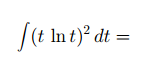 ∫(t ln t)² dt =